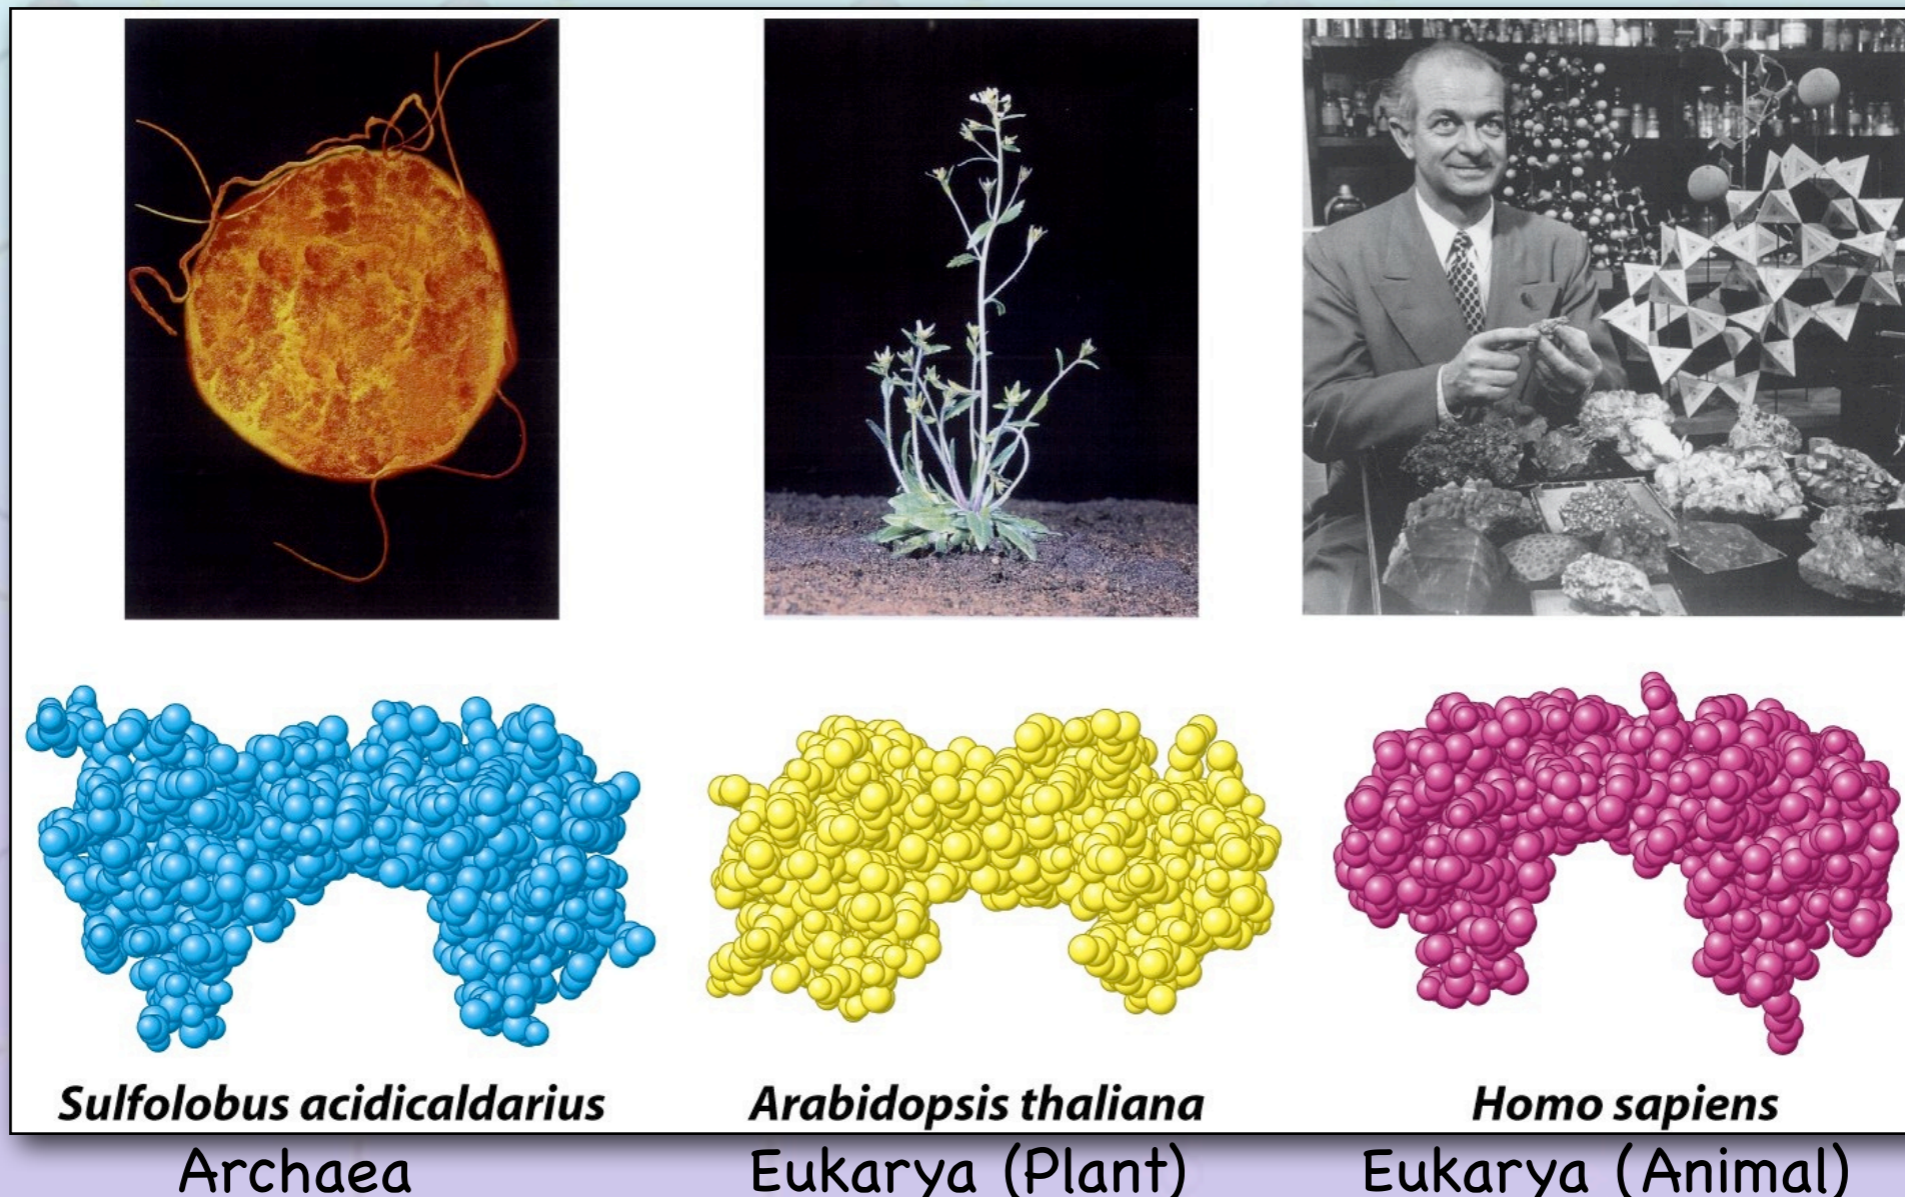 Sulfolobus acidicaldarius
Arabidopsis thaliana
Homo sapiens
Archaea
Eukarya (Plant)
Eukarya (Animal)